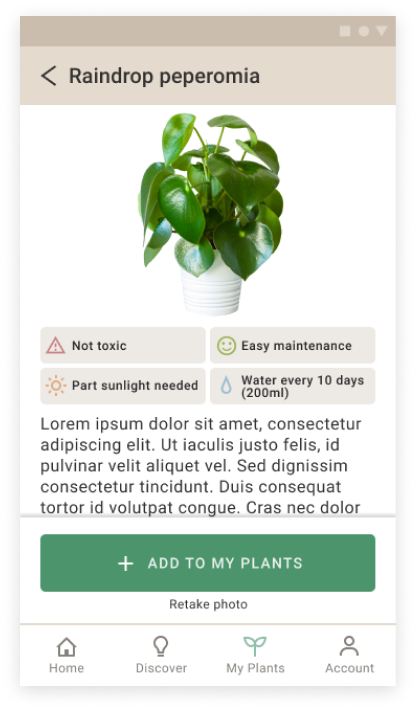 Raindrop peperomia
Not toxic
Easy maintenance
Part sunlight needed
Water every 10 days
(200ml)
Lorem ipsum dolor sit amet, consectetur
adipiscing elit. Ut iaculis justo felis, id
pulvinar velit aliquet vel. Sed dignissim
consectetur tincidunt. Duis consequat
tortor id volutpat congue. Cras nec dolor
+ ADD TO MY PLANTS
Retake photo
Home
Discover
My Plants
Account